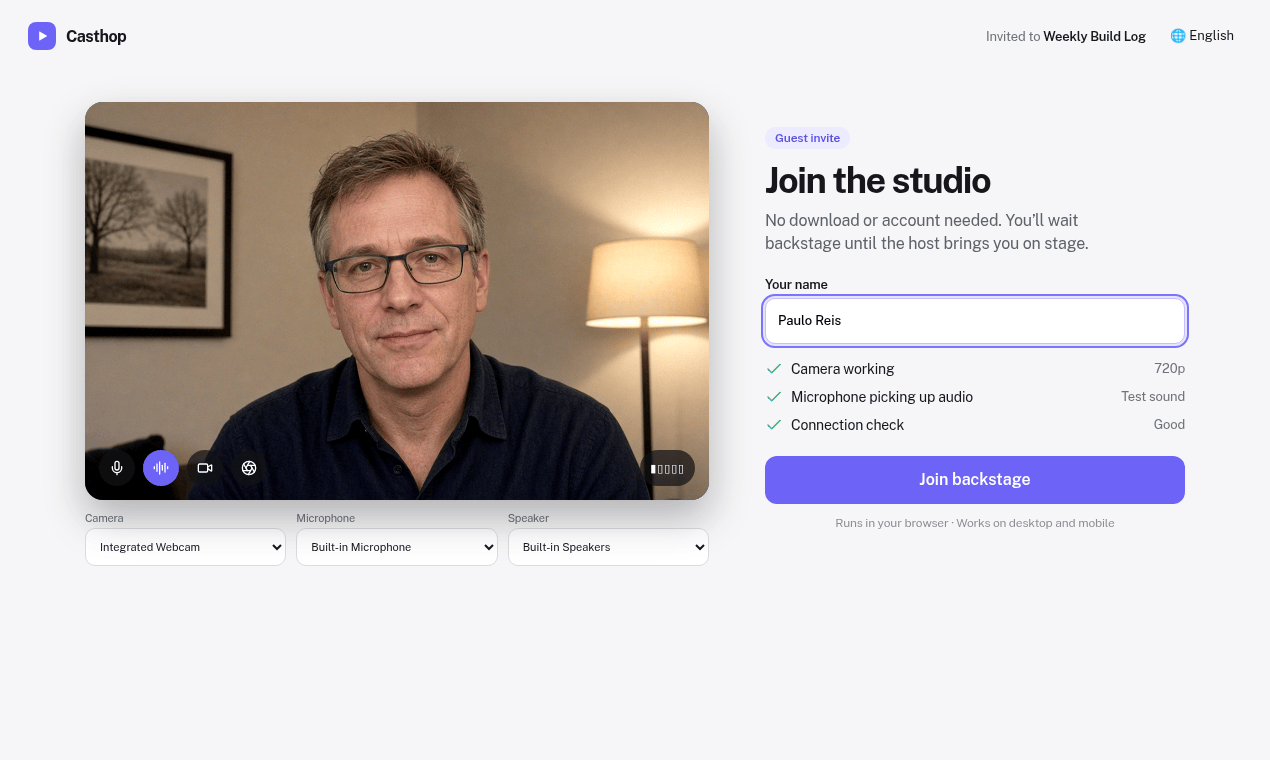 Casthop
Invited to Weekly Build Log
🌐 English
Guest invite
Join the studio
No download or account needed. You’ll wait
backstage until the host brings you on stage.
Your name
Paulo Reis
Camera working 720p
Microphone picking up audio Test sound
Connection check Good
Join backstage
Runs in your browser · Works on desktop and mobile
Camera Microphone Speaker
Integrated Webcam Built-in Microphone Built-in Speakers